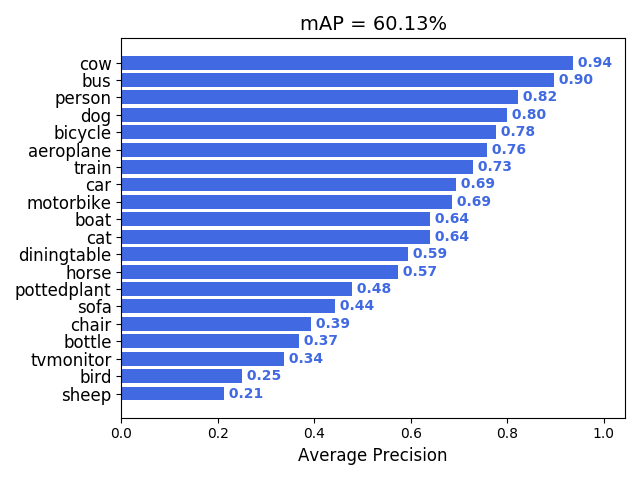 mAP = 60.13%
cow 0.94
bus 0.90
person 0.82
dog 0.80
bicycle 0.78
aeroplane 0.76
train 0.73
car 0.69
motorbike 0.69
boat 0.64
cat 0.64
diningtable 0.59
horse 0.57
pottedplant 0.48
sofa 0.44
chair 0.39
bottle 0.37
tvmonitor 0.34
bird 0.25
sheep 0.21
0.0 0.2 0.4 0.6 0.8 1.0
Average Precision